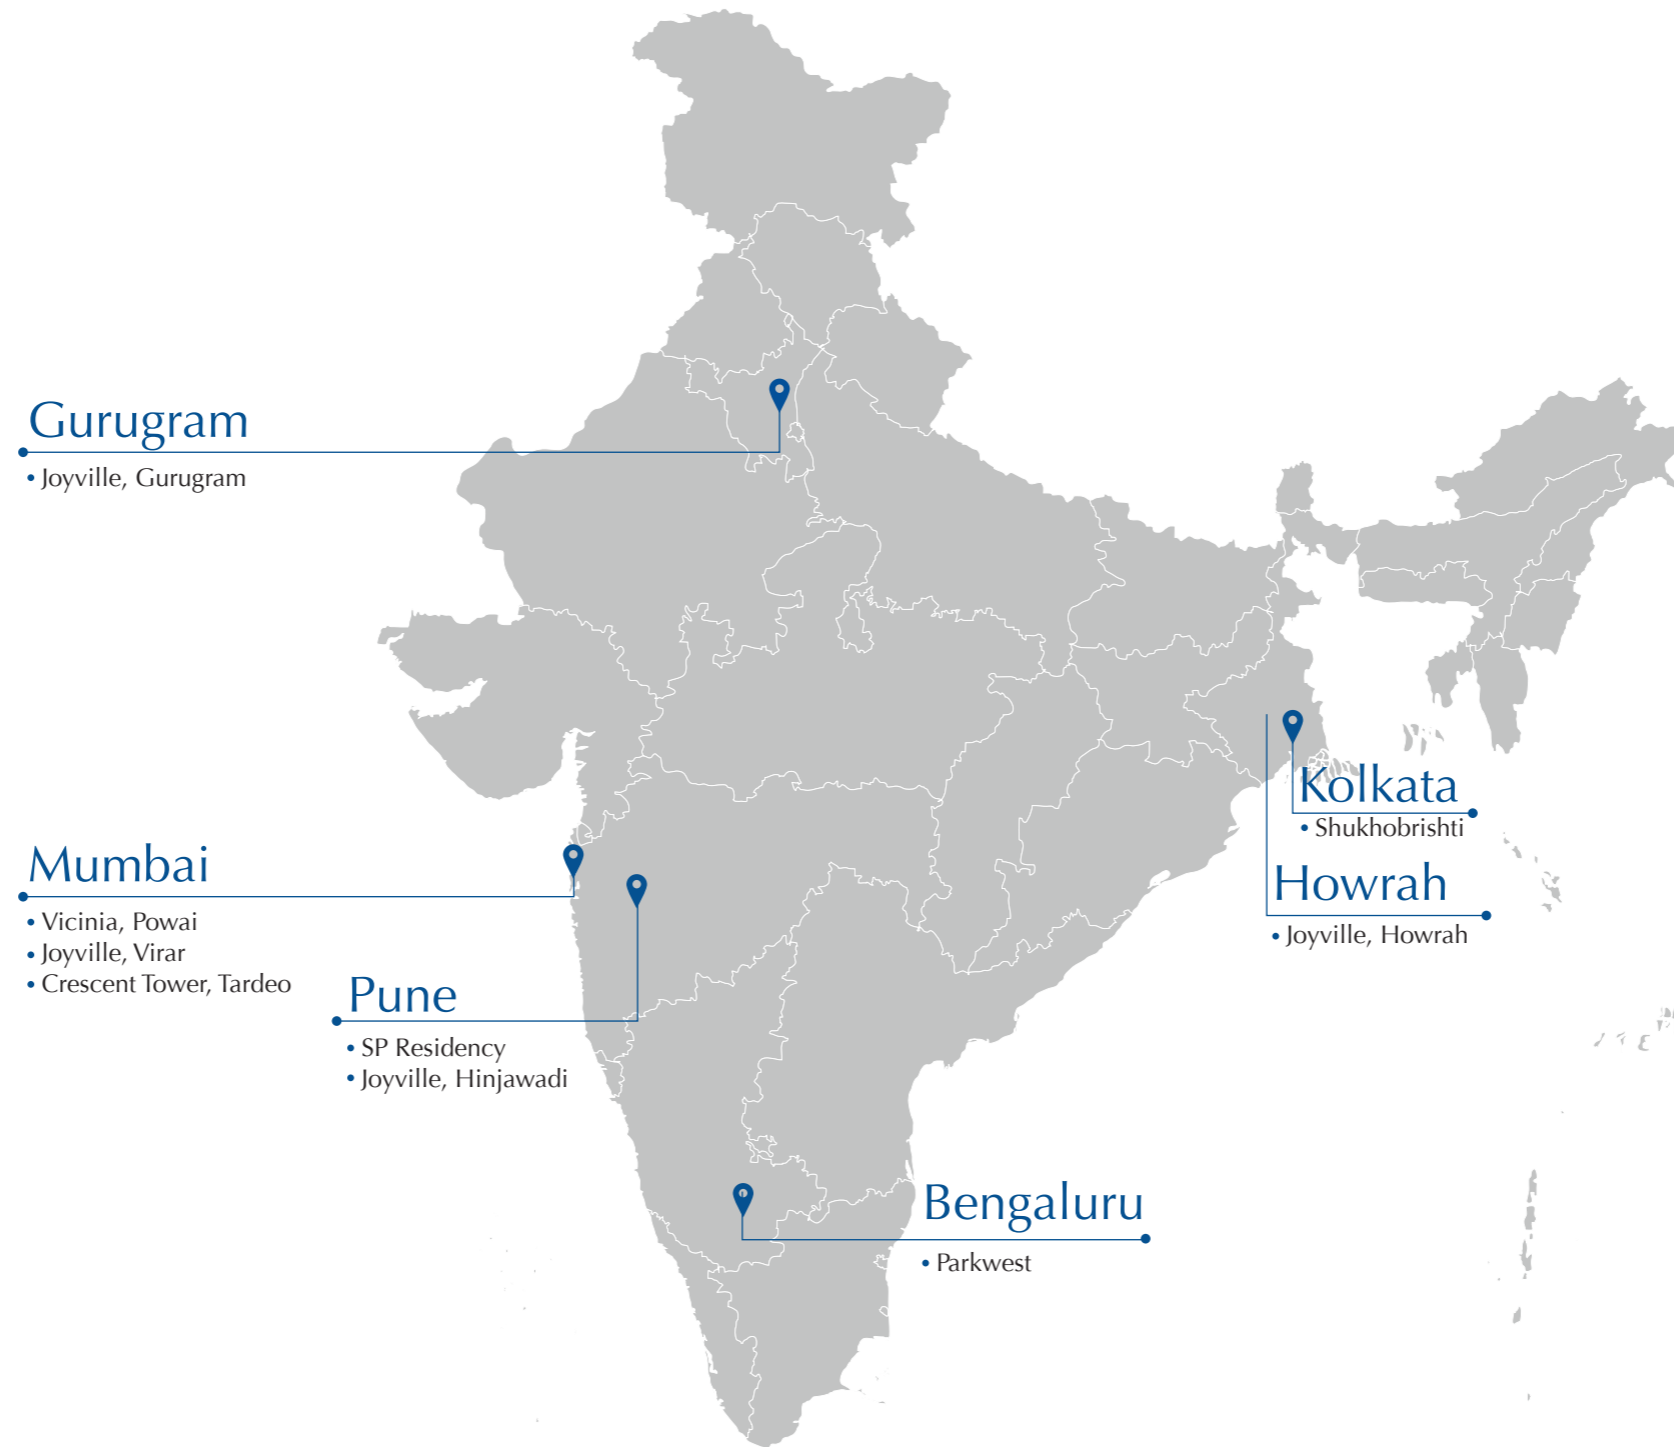 Gurugram
• Joyville, Gurugram
Mumbai
• Vicinia, Powai
• Joyville, Virar
• Crescent Tower, Tardeo
Pune
• SP Residency
• Joyville, Hinjawadi
Kolkata
• Shukhobrishti
Howrah
• Joyville, Howrah
Bengaluru
• Parkwest